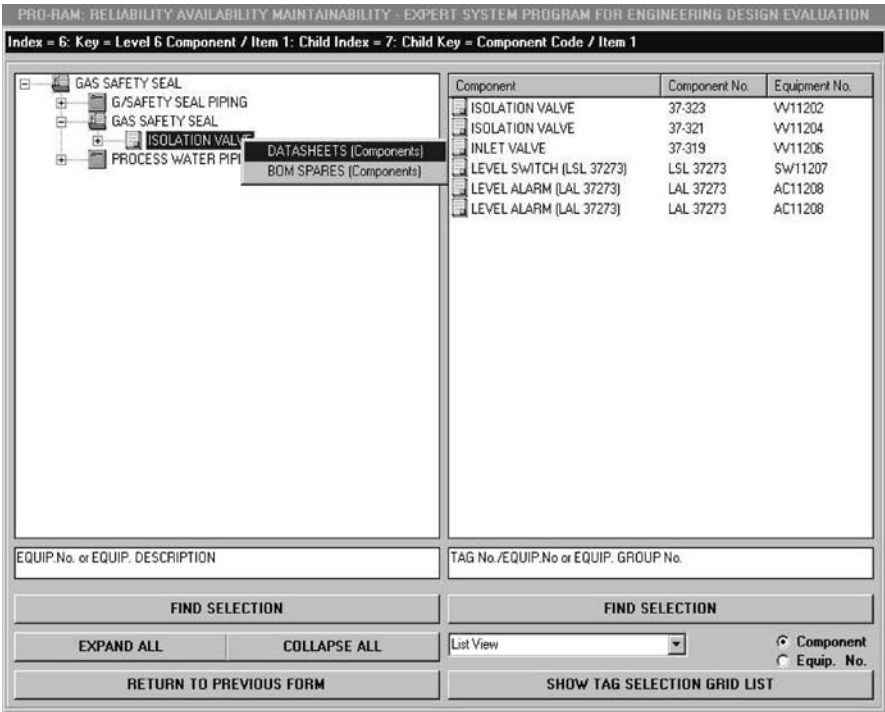 PRO-RAM: RELIABILITY AVAILABILITY MAINTAINABILITY - EXPERT SYSTEM PROGRAM FOR ENGINEERING DESIGN EVALUATION
Index = 6: Key = Level 6 Component / Item 1: Child Index = 7: Child Key = Component Code / Item 1
GAS SAFETY SEAL
G/SAFETY SEAL PIPING
GAS SAFETY SEAL
ISOLATION VALVE
PROCESS WATER PIPI
DATASHEETS (Components)
BOM SPARES (Components)
Component Component No. Equipment No.
ISOLATION VALVE 37-323 VV11202
ISOLATION VALVE 37-321 VV11204
INLET VALVE 37-319 VV11206
LEVEL SWITCH (LSL 37273) LSL 37273 SW11207
LEVEL ALARM (LAL 37273) LAL 37273 AC11208
LEVEL ALARM (LAL 37273) LAL 37273 AC11208
EQUIP.No. or EQUIP. DESCRIPTION
TAG No./EQUIP.No or EQUIP. GROUP No.
FIND SELECTION
FIND SELECTION
EXPAND ALL COLLAPSE ALL
List View
Component
Equip. No.
RETURN TO PREVIOUS FORM
SHOW TAG SELECTION GRID LIST